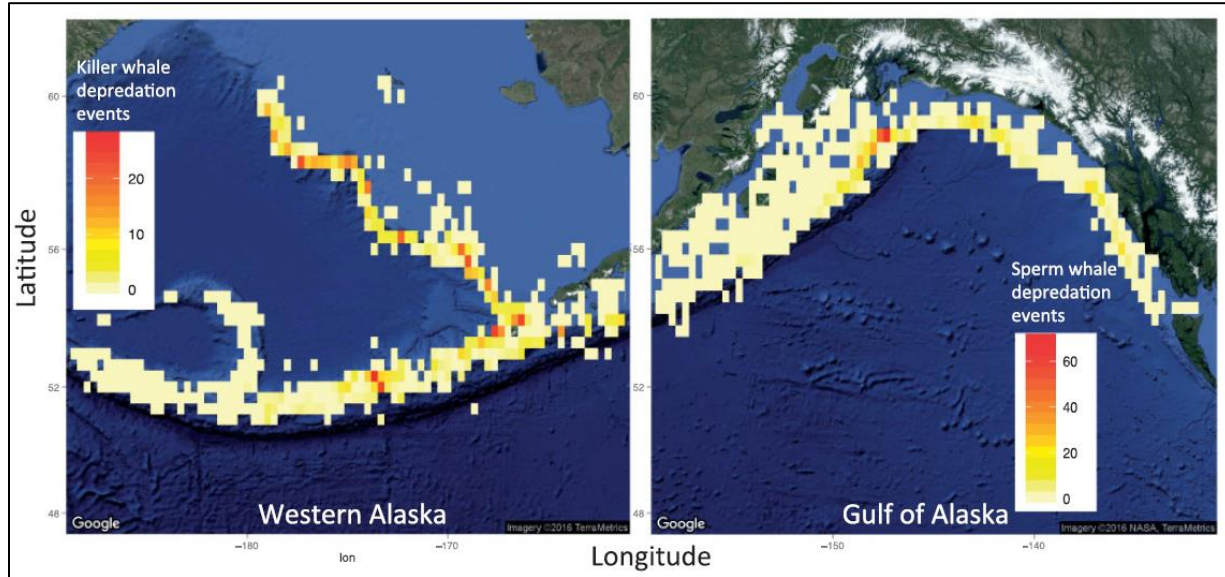 Killer whale
depredation
events
20
10
0
60
56
52
48
Latitude
Google
Western Alaska
Imagery ©2016 TerraMetrics
−180
−170
lon
60
56
52
48
Sperm whale
depredation
events
60
40
20
0
Google
Gulf of Alaska
Imagery ©2016 NASA, TerraMetrics
−150
−140
Longitude